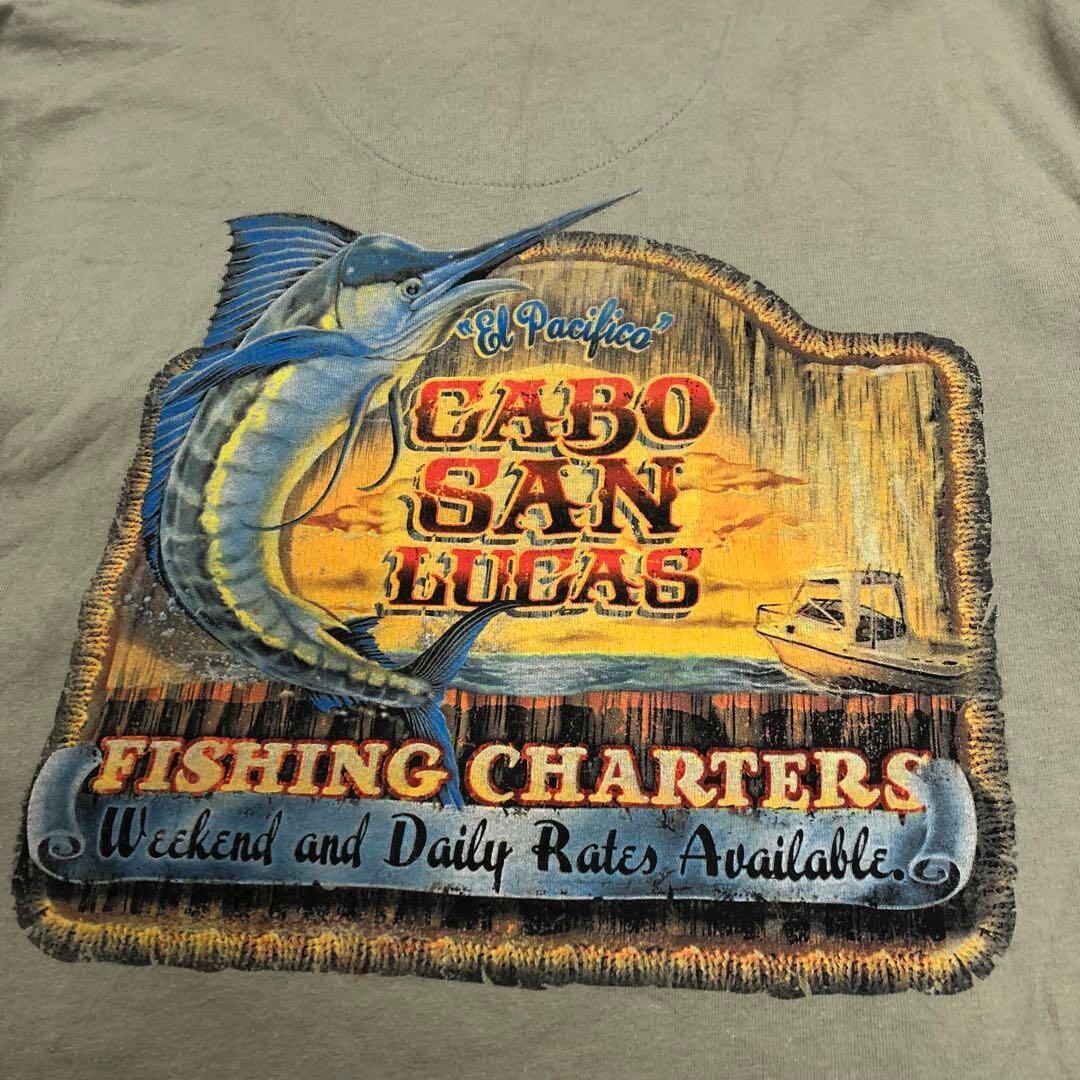 "El Pacifico"
CABO
SAN
LUCAS
FISHING CHARTERS
Weekend and Daily Rates Available.